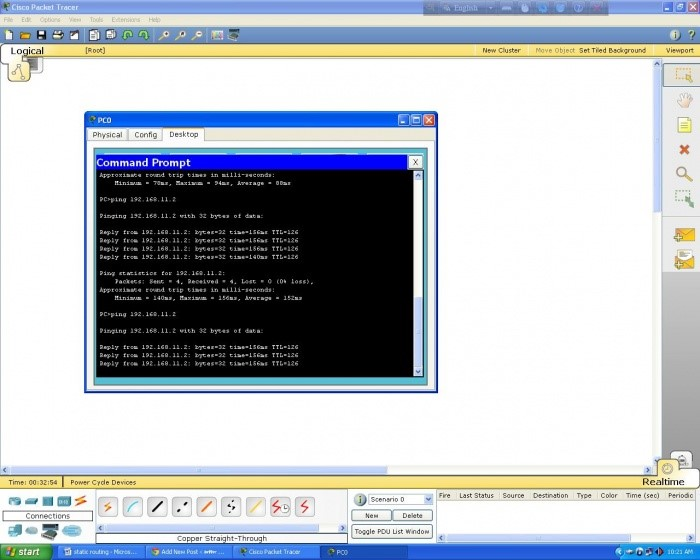 Cisco Packet Tracer
English
Help
File Edit Options View Tools Extensions Help
Logical
[Root]
New Cluster Move Object Set Tiled Background Viewport
PC0
Physical Config Desktop
Command Prompt
X
Approximate round trip times in milli-seconds:
Minimum = 78ms, Maximum = 94ms, Average = 88ms
PC>ping 192.168.11.2
Pinging 192.168.11.2 with 32 bytes of data:
Reply from 192.168.11.2: bytes=32 time=156ms TTL=126
Reply from 192.168.11.2: bytes=32 time=156ms TTL=126
Reply from 192.168.11.2: bytes=32 time=156ms TTL=126
Reply from 192.168.11.2: bytes=32 time=140ms TTL=126
Ping statistics for 192.168.11.2:
Packets: Sent = 4, Received = 4, Lost = 0 (0% loss),
Approximate round trip times in milli-seconds:
Minimum = 140ms, Maximum = 156ms, Average = 152ms
PC>ping 192.168.11.2
Pinging 192.168.11.2 with 32 bytes of data:
Reply from 192.168.11.2: bytes=32 time=156ms TTL=126
Reply from 192.168.11.2: bytes=32 time=156ms TTL=126
Reply from 192.168.11.2: bytes=32 time=156ms TTL=126
Time: 00:32:54 Power Cycle Devices
Realtime
Connections
Copper Straight-Through
Scenario 0
New Delete
Toggle PDU List Window
Fire Last Status Source Destination Type Color Time (sec) Periodic
start
static routing - Micros...
Add New Post
Cisco Packet Tracer
PC0
10:21 AM